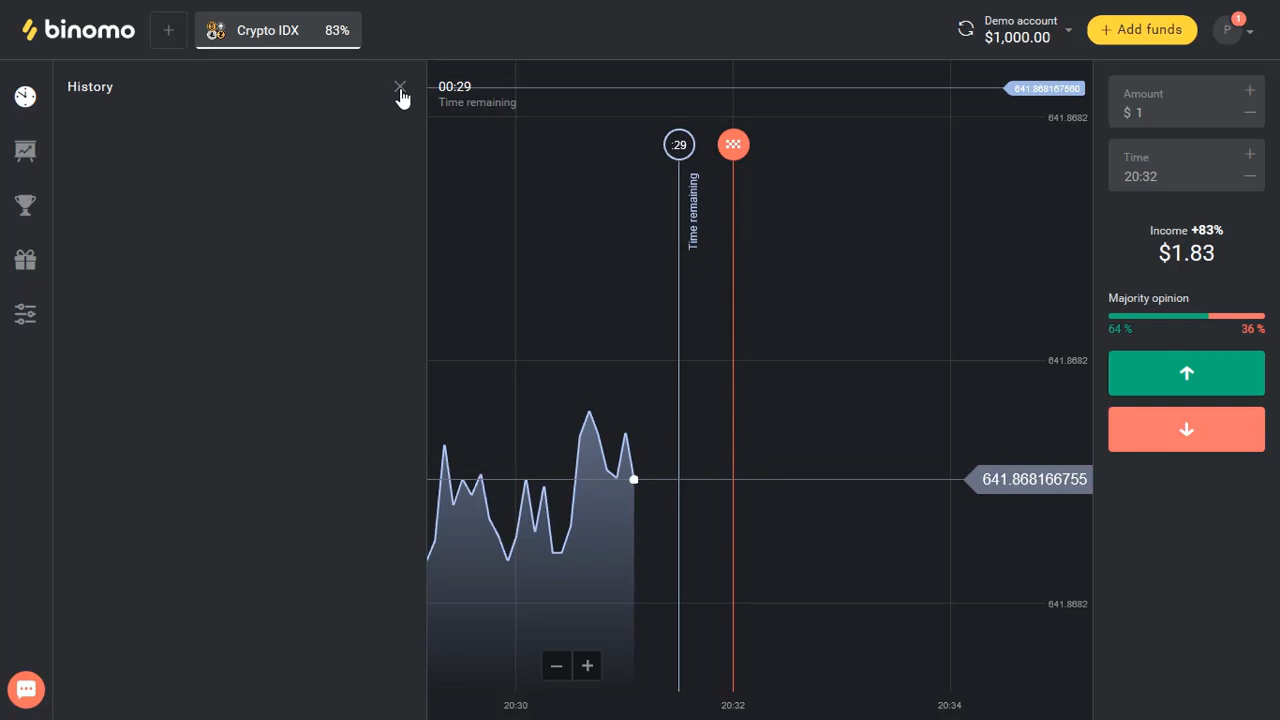 binomo
+
Crypto IDX 83%
Demo account
$1,000.00
+ Add funds
P
1
History
00:29
Time remaining
641.868167560
641.8682
:29
Time remaining
641.8682
641.868166755
641.8682
20:30
20:32
20:34
Amount
$ 1
Time
20:32
Income +83%
$1.83
Majority opinion
64 %
36 %